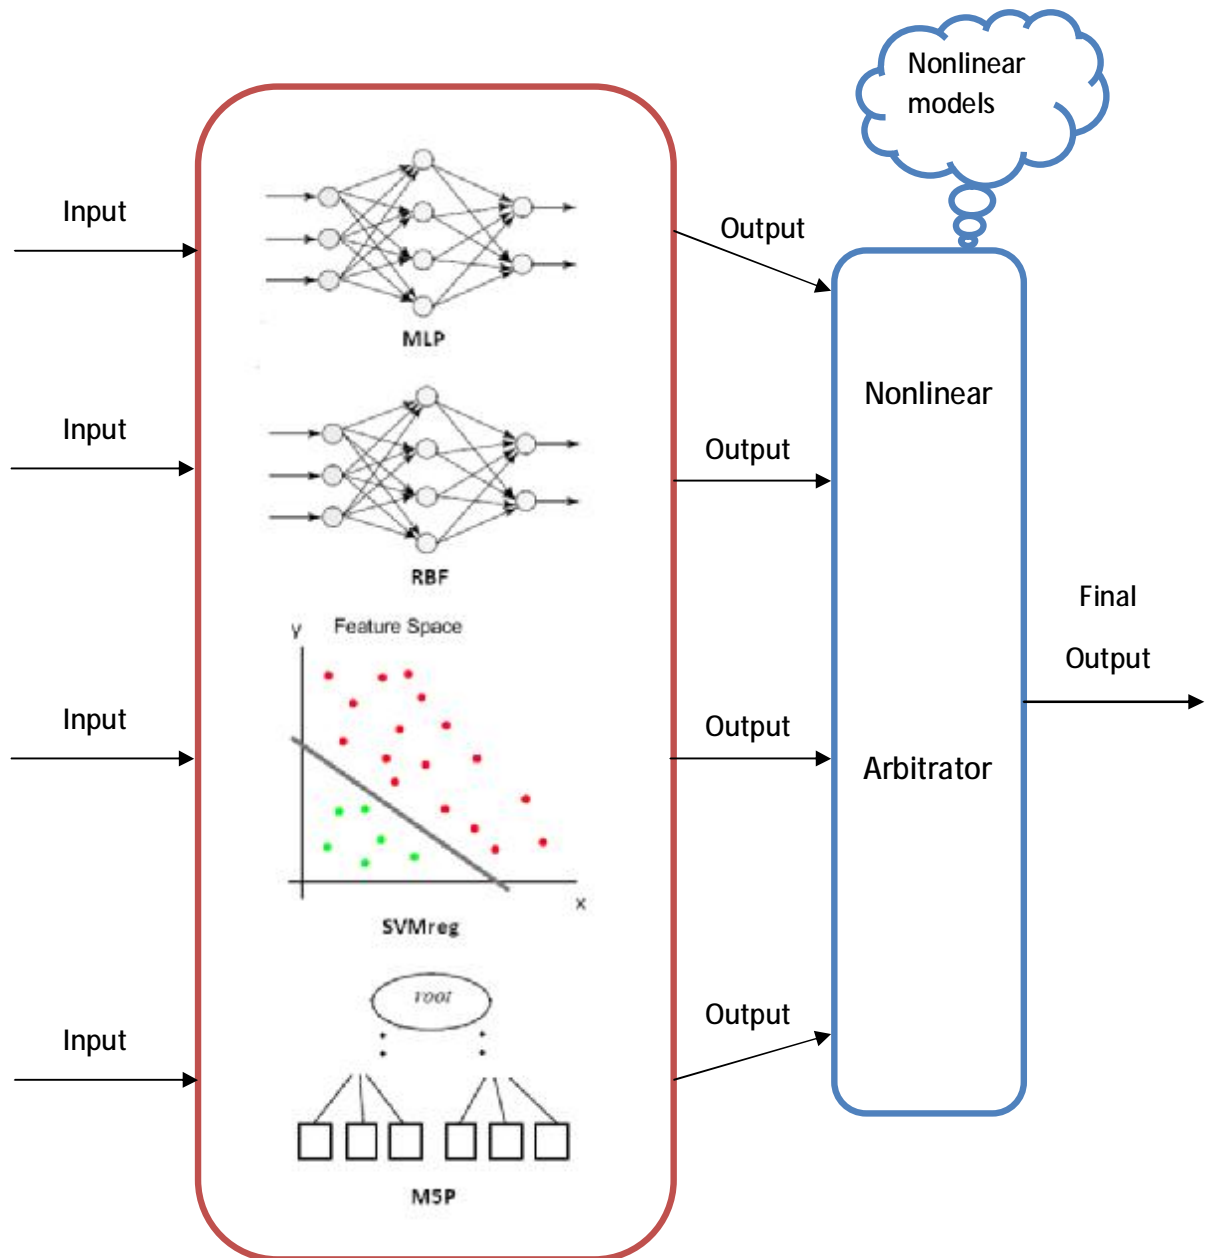 Nonlinear
models
Input
Output
MLP
Nonlinear
Input
Output
RBF
Final
Output
y Feature Space
Input
Output
Arbitrator
x
SVMreg
root
Input
Output
M5P